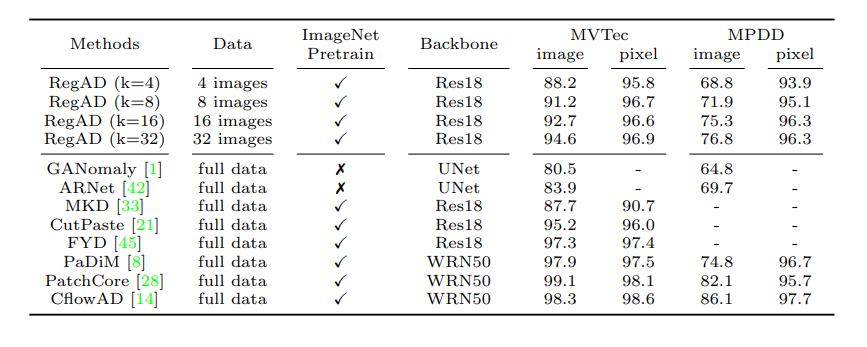 Methods Data ImageNet Pretrain Backbone MVTec MPDD
image pixel image pixel
RegAD (k=4) 4 images ✓ Res18 88.2 95.8 68.8 93.9
RegAD (k=8) 8 images ✓ Res18 91.2 96.7 71.9 95.1
RegAD (k=16) 16 images ✓ Res18 92.7 96.6 75.3 96.3
RegAD (k=32) 32 images ✓ Res18 94.6 96.9 76.8 96.3
GANomaly [1] full data ✗ UNet 80.5 - 64.8 -
ARNet [42] full data ✗ UNet 83.9 - 69.7 -
MKD [33] full data ✓ Res18 87.7 90.7 - -
CutPaste [21] full data ✓ Res18 95.2 96.0 - -
FYD [45] full data ✓ Res18 97.3 97.4 - -
PaDiM [8] full data ✓ WRN50 97.9 97.5 74.8 96.7
PatchCore [28] full data ✓ WRN50 99.1 98.1 82.1 95.7
CflowAD [14] full data ✓ WRN50 98.3 98.6 86.1 97.7